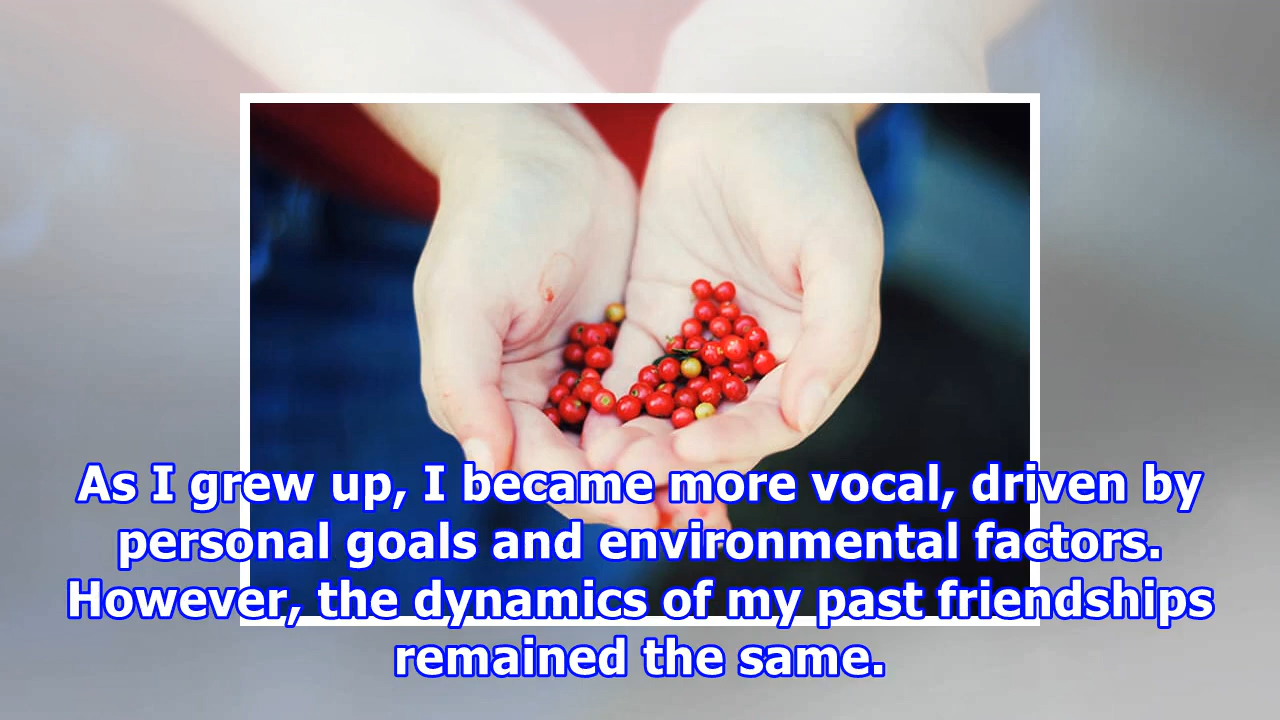 As I grew up, I became more vocal, driven by
personal goals and environmental factors.
However, the dynamics of my past friendships
remained the same.